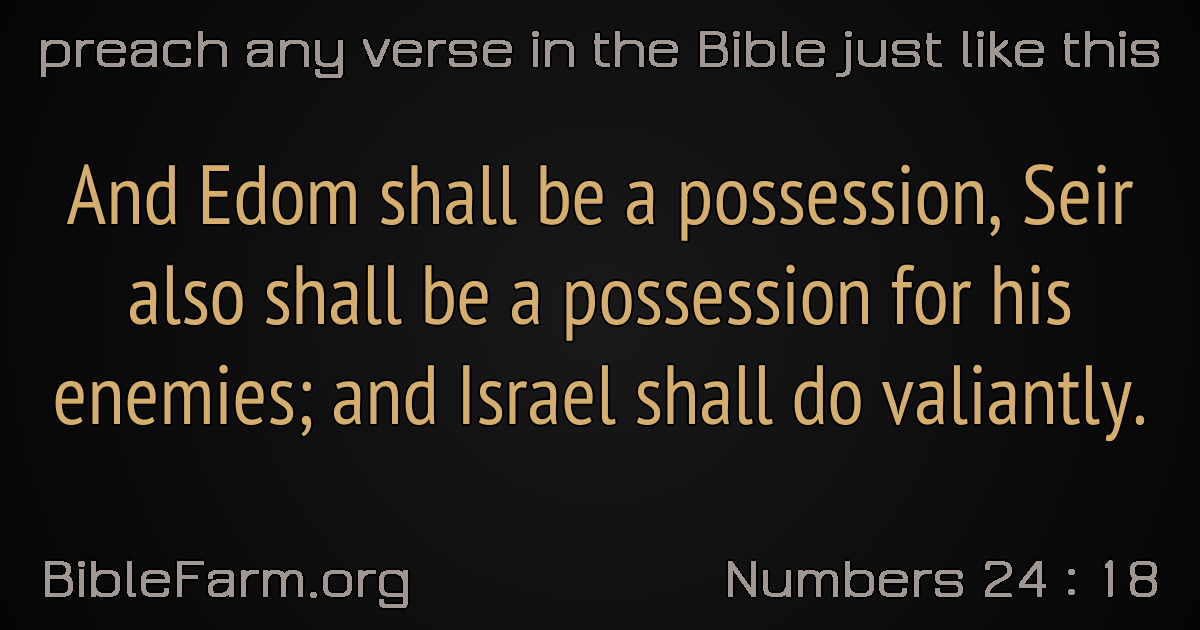 preach any verse in the Bible just like this
And Edom shall be a possession, Seir
also shall be a possession for his
enemies; and Israel shall do valiantly.
BibleFarm.org
Numbers 24 : 18